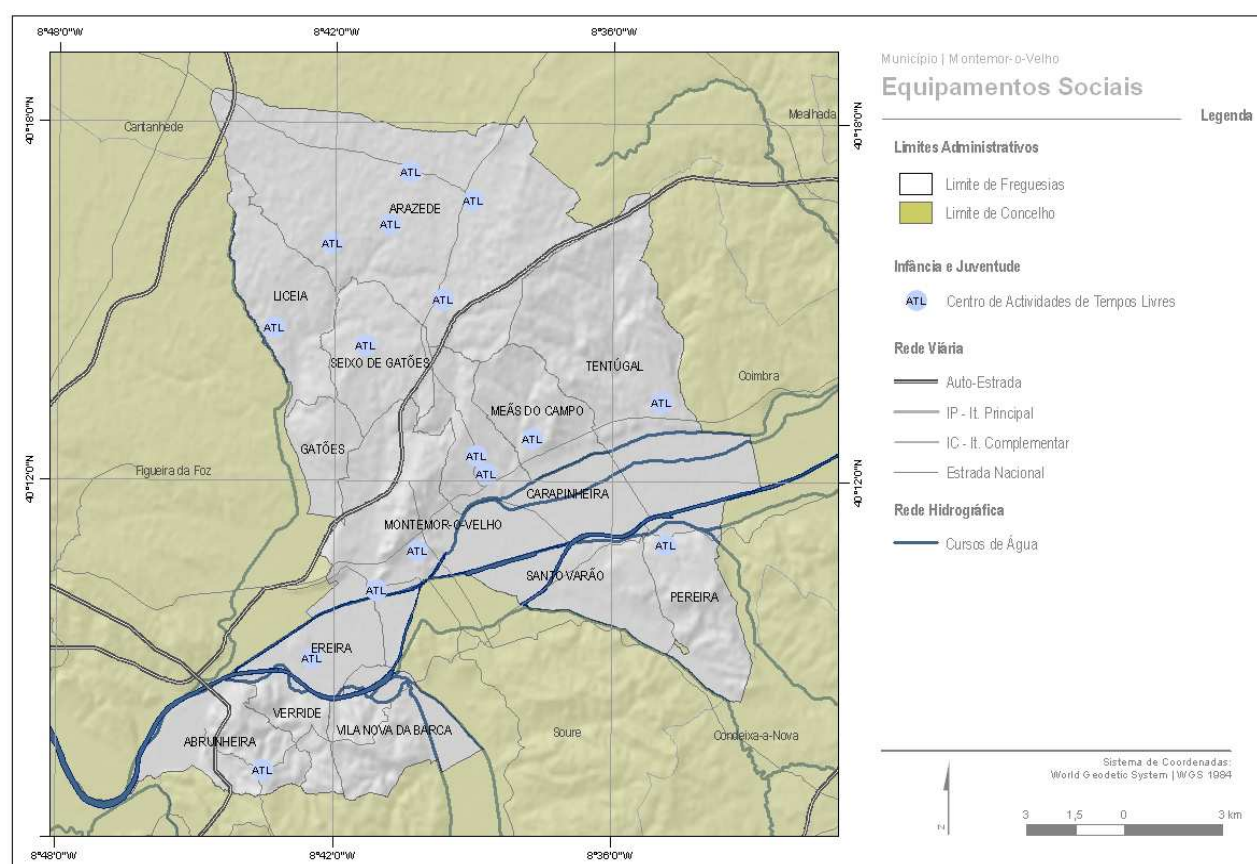 8°48'0"W
8°42'0"W
8°36'0"W
40°18'0"N
40°18'0"N
Cantanhede
Mealhada
ATL
ATL
ARAZEDE
ATL
ATL
LICEIA
ATL
ATL
ATL
SEIXO DE GATÕES
TENTÚGAL
Coimbra
ATL
MEÃS DO CAMPO
ATL
GATÕES
ATL
ATL
Figueira da Foz
40°12'0"N
40°12'0"N
CARAPINHEIRA
MONTEMOR-O-VELHO
ATL
ATL
SANTO VARÃO
ATL
PEREIRA
EREIRA
ATL
VERRIDE
VILA NOVA DA BARCA
ABRUNHEIRA
Soure
Condeixa-a-Nova
ATL
8°48'0"W
8°42'0"W
8°36'0"W
Município | Montemor-o-Velho
Equipamentos Sociais
Legenda
Limites Administrativos
Limite de Freguesias
Limite de Concelho
Infância e Juventude
ATL Centro de Actividades de Tempos Livres
Rede Viária
Auto-Estrada
IP - It. Principal
IC - It. Complementar
Estrada Nacional
Rede Hidrográfica
Cursos de Água
Sistema de Coordenadas:
World Geodetic System | WGS 1984
N
3 1,5 0 3 km